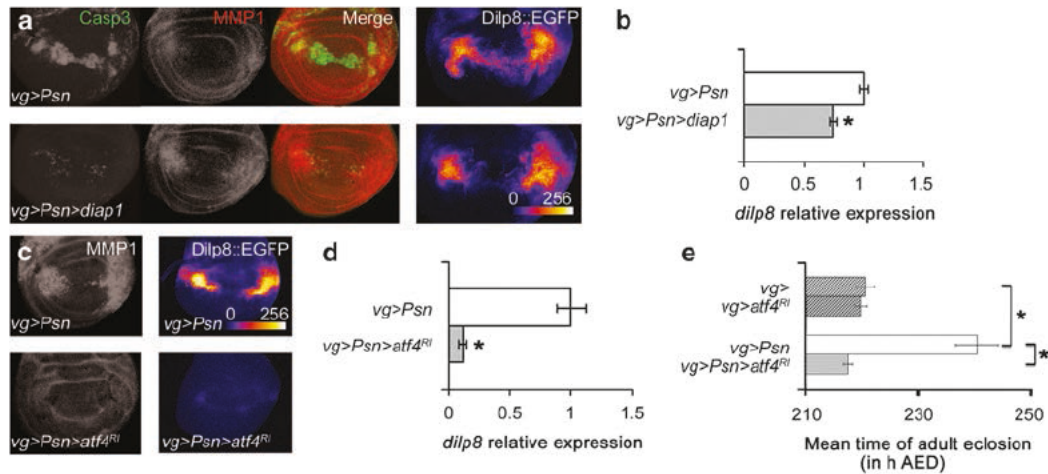 a
Casp3 MMP1 Merge Dilp8::EGFP
vg>Psn
vg>Psn>diap1
0 256
b
vg>Psn
vg>Psn>diap1
*
0 0.5 1 1.5
dilp8 relative expression
c
MMP1 Dilp8::EGFP
0 256
vg>Psn vg>Psn
vg>Psn>atf4RI vg>Psn>atf4RI
d
vg>Psn
vg>Psn>atf4RI
*
0 0.5 1 1.5
dilp8 relative expression
e
vg>
vg>atf4RI
*
vg>Psn
*
vg>Psn>atf4RI
210 230 250
Mean time of adult eclosion
(in h AED)